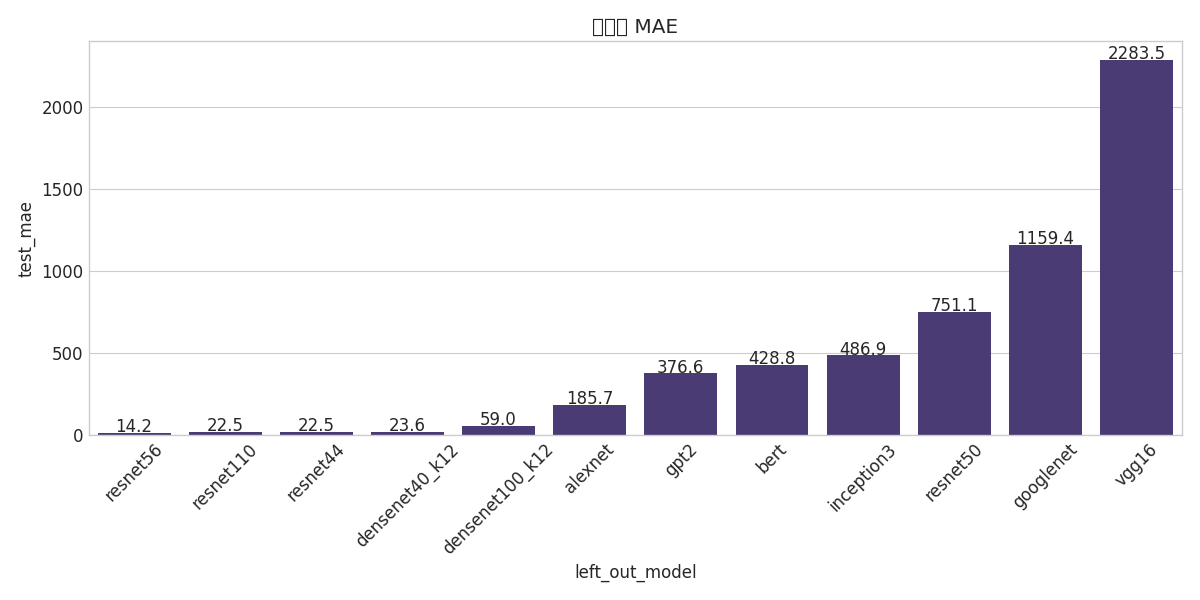 MAE
2283.5
2000
1159.4
1500
test_mae
1000
751.1
500
486.9
428.8
376.6
185.7
59.0
14.2
22.5
22.5
23.6
0
resnet56
resnet110
resnet44
densenet40_k12
densenet100_k12
alexnet
gpt2
bert
inception3
resnet50
googlenet
vgg16
left_out_model